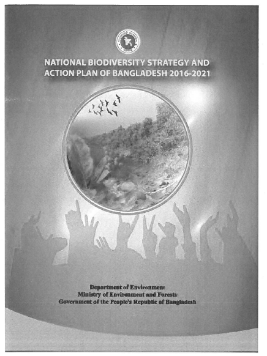 NATIONAL BIODIVERSITY STRATEGY AND
ACTION PLAN OF BANGLADESH 2016-2021
Department of Environment
Ministry of Environment and Forests
Government of the People's Republic of Bangladesh